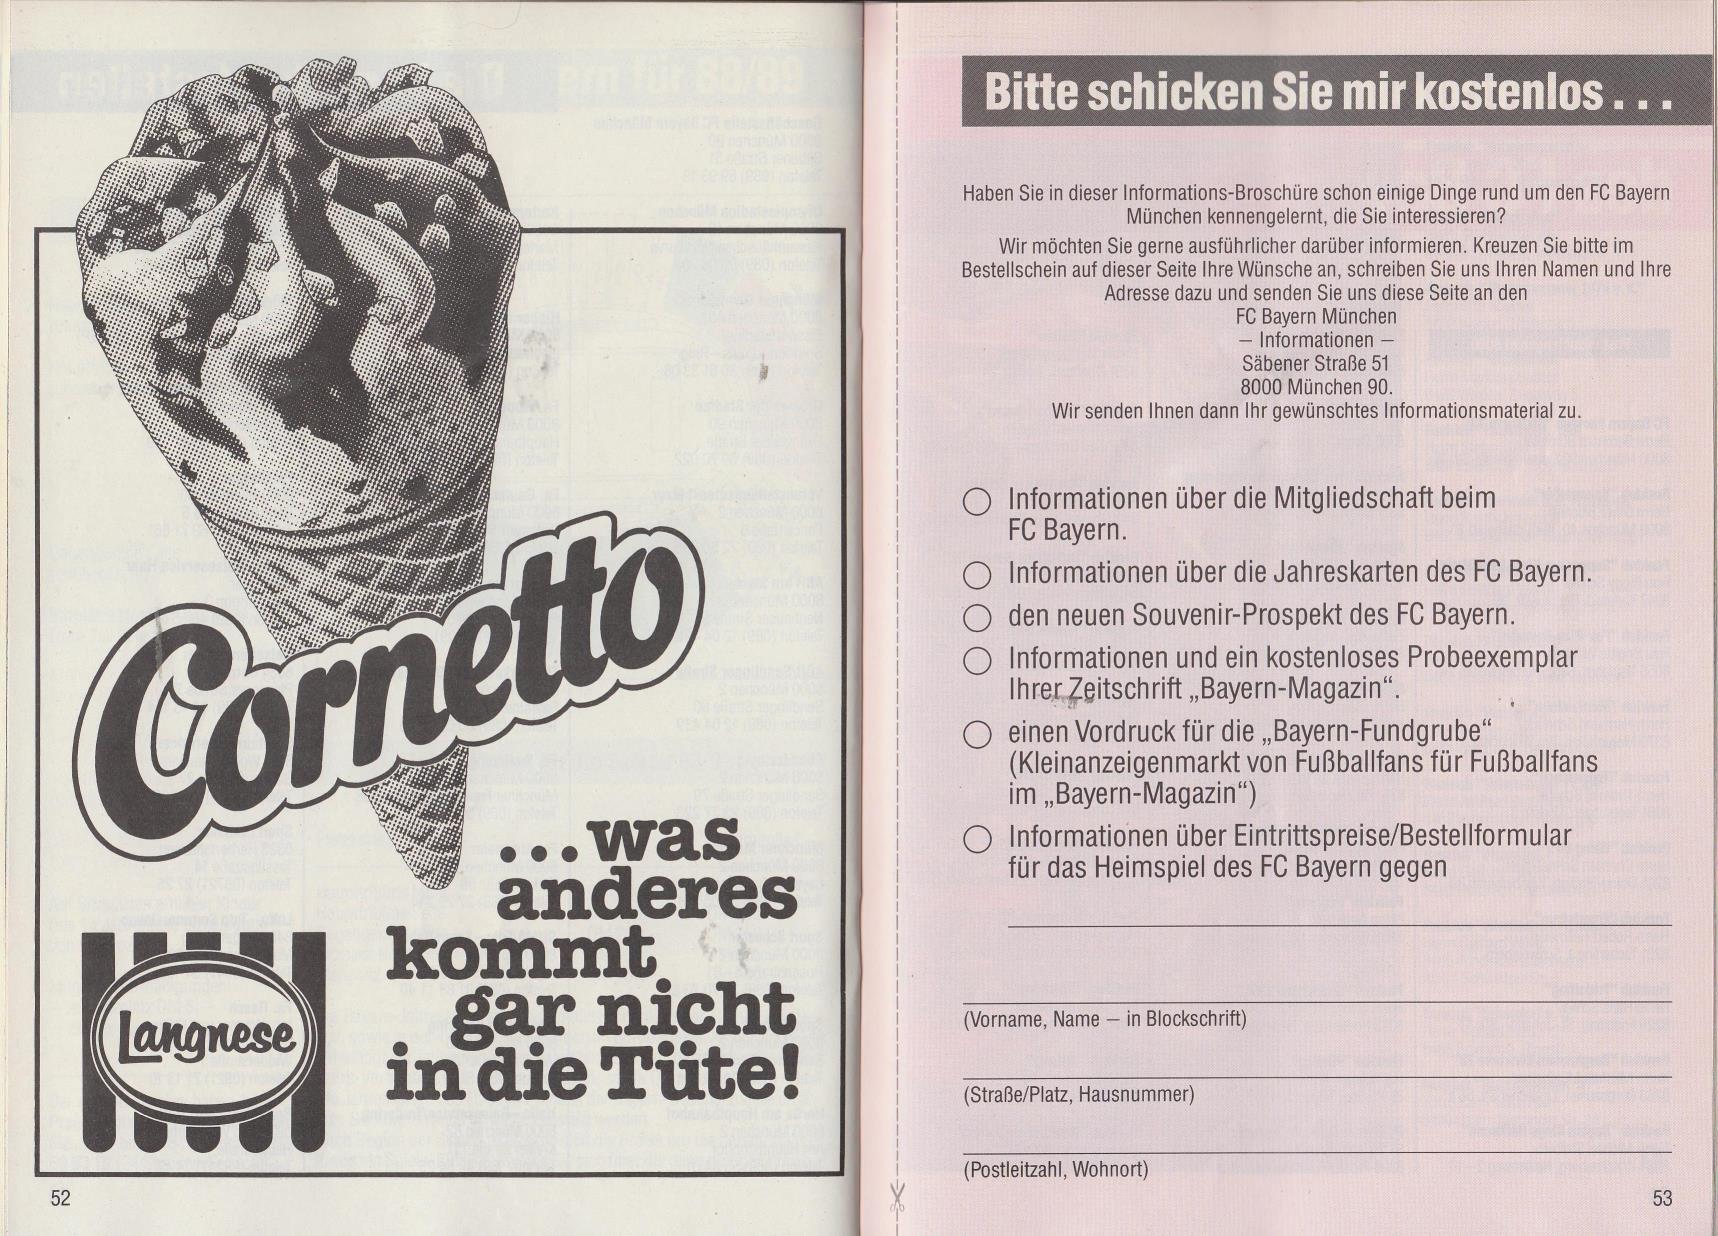 Cornetto
...was
anderes
kommt
gar nicht
in die Tüte!
Langnese
52
Bitte schicken Sie mir kostenlos . . .
Haben Sie in dieser Informations-Broschüre schon einige Dinge rund um den FC Bayern
München kennengelernt, die Sie interessieren?
Wir möchten Sie gerne ausführlicher darüber informieren. Kreuzen Sie bitte im
Bestellschein auf dieser Seite Ihre Wünsche an, schreiben Sie uns Ihren Namen und Ihre
Adresse dazu und senden Sie uns diese Seite an den
FC Bayern München
– Informationen –
Säbener Straße 51
8000 München 90.
Wir senden Ihnen dann Ihr gewünschtes Informationsmaterial zu.
Informationen über die Mitgliedschaft beim
FC Bayern.
Informationen über die Jahreskarten des FC Bayern.
den neuen Souvenir-Prospekt des FC Bayern.
Informationen und ein kostenloses Probeexemplar
Ihrer Zeitschrift „Bayern-Magazin“.
einen Vordruck für die „Bayern-Fundgrube“
(Kleinanzeigenmarkt von Fußballfans für Fußballfans
im „Bayern-Magazin“)
Informationen über Eintrittspreise/Bestellformular
für das Heimspiel des FC Bayern gegen
(Vorname, Name – in Blockschrift)
(Straße/Platz, Hausnummer)
(Postleitzahl, Wohnort)
53